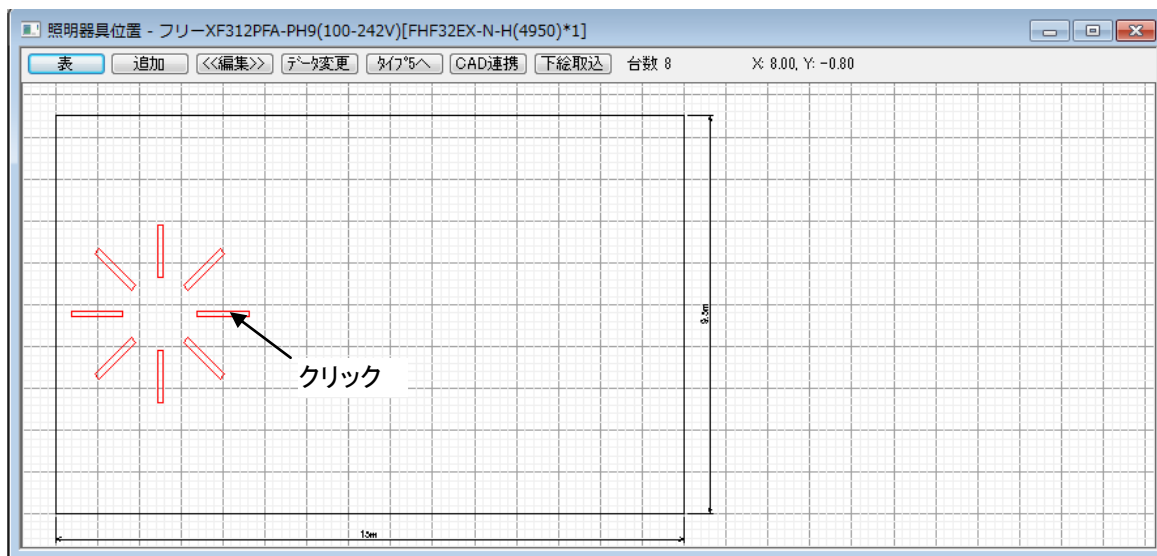 照明器具位置 - フリーXF312PFA-PH9(100-242V)[FHF32EX-N-H(4950)*1]
表 追加 <<編集>> ﾃﾞｰﾀ変更 ﾀｲﾌﾟ5へ CAD連携 下絵取込 台数 8 X: 8.00, Y: -0.80
クリック